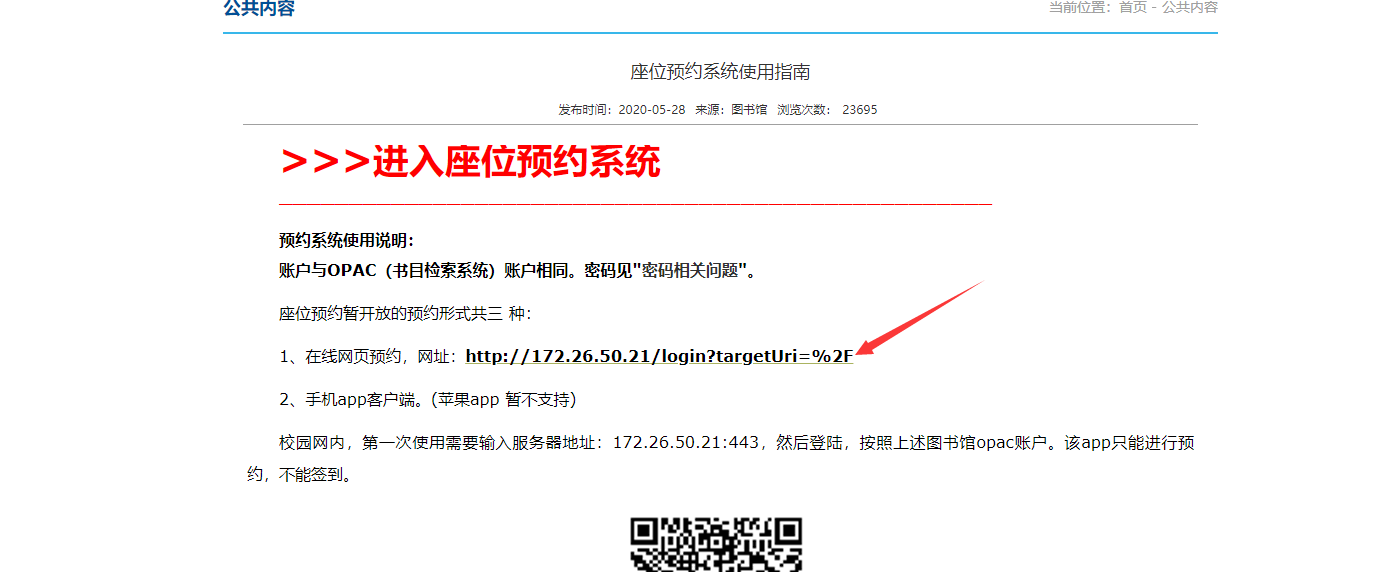 公共内容
当前位置：首页 - 公共内容
座位预约系统使用指南
发布时间：2020-05-28 来源：图书馆 浏览次数： 23695
>>>进入座位预约系统
预约系统使用说明：
账户与OPAC（书目检索系统）账户相同。密码见"密码相关问题"。
座位预约暂开放的预约形式共三 种：
1、在线网页预约，网址：http://172.26.50.21/login?targetUri=%2F
2、手机app客户端。(苹果app 暂不支持）
校园网内，第一次使用需要输入服务器地址：172.26.50.21:443，然后登陆，按照上述图书馆opac账户。该app只能进行预
约，不能签到。